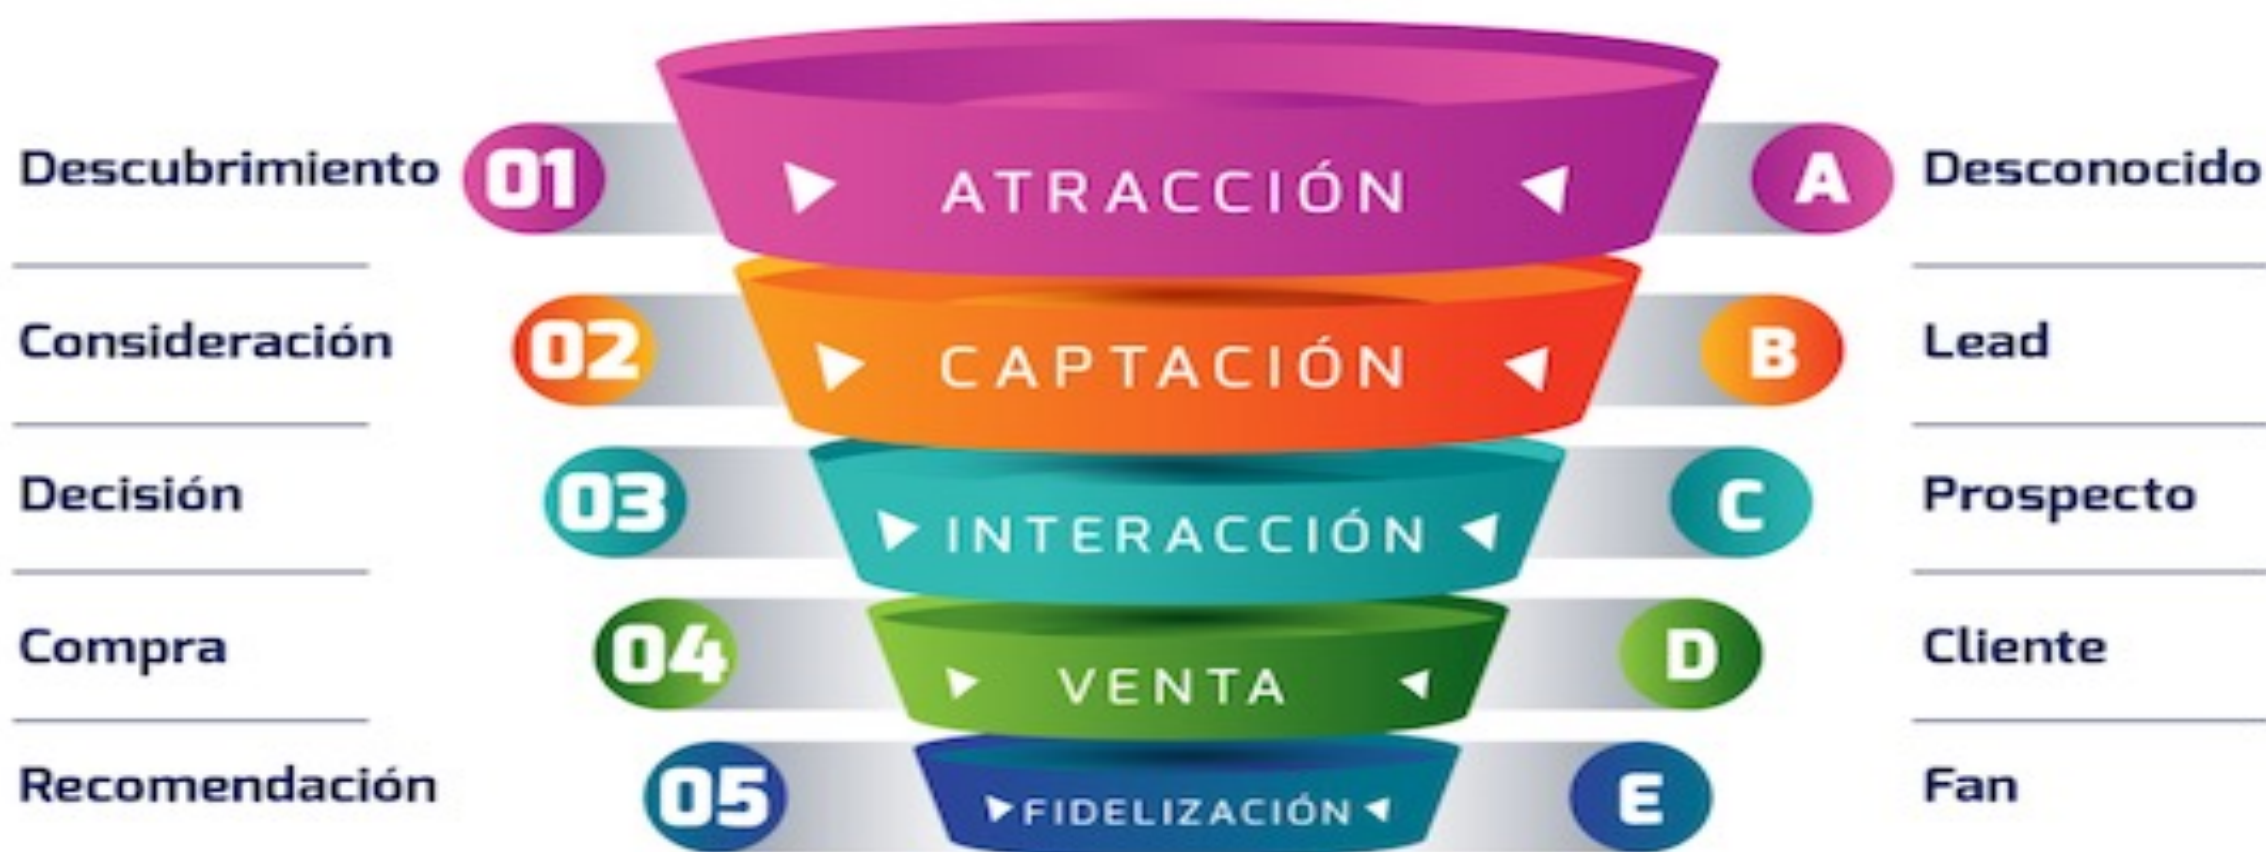 Descubrimiento 01 ATRACCIÓN A Desconocido
Consideración 02 CAPTACIÓN B Lead
Decisión 03 INTERACCIÓN C Prospecto
Compra 04 VENTA D Cliente
Recomendación 05 FIDELIZACIÓN E Fan